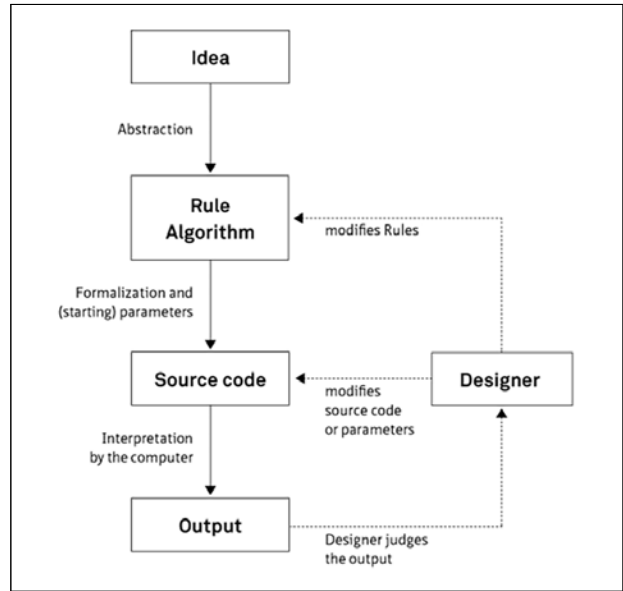 Idea
Abstraction
Rule
Algorithm
modifies Rules
Formalization and
(starting) parameters
Source code
modifies
source code
or parameters
Designer
Interpretation
by the computer
Output
Designer judges
the output